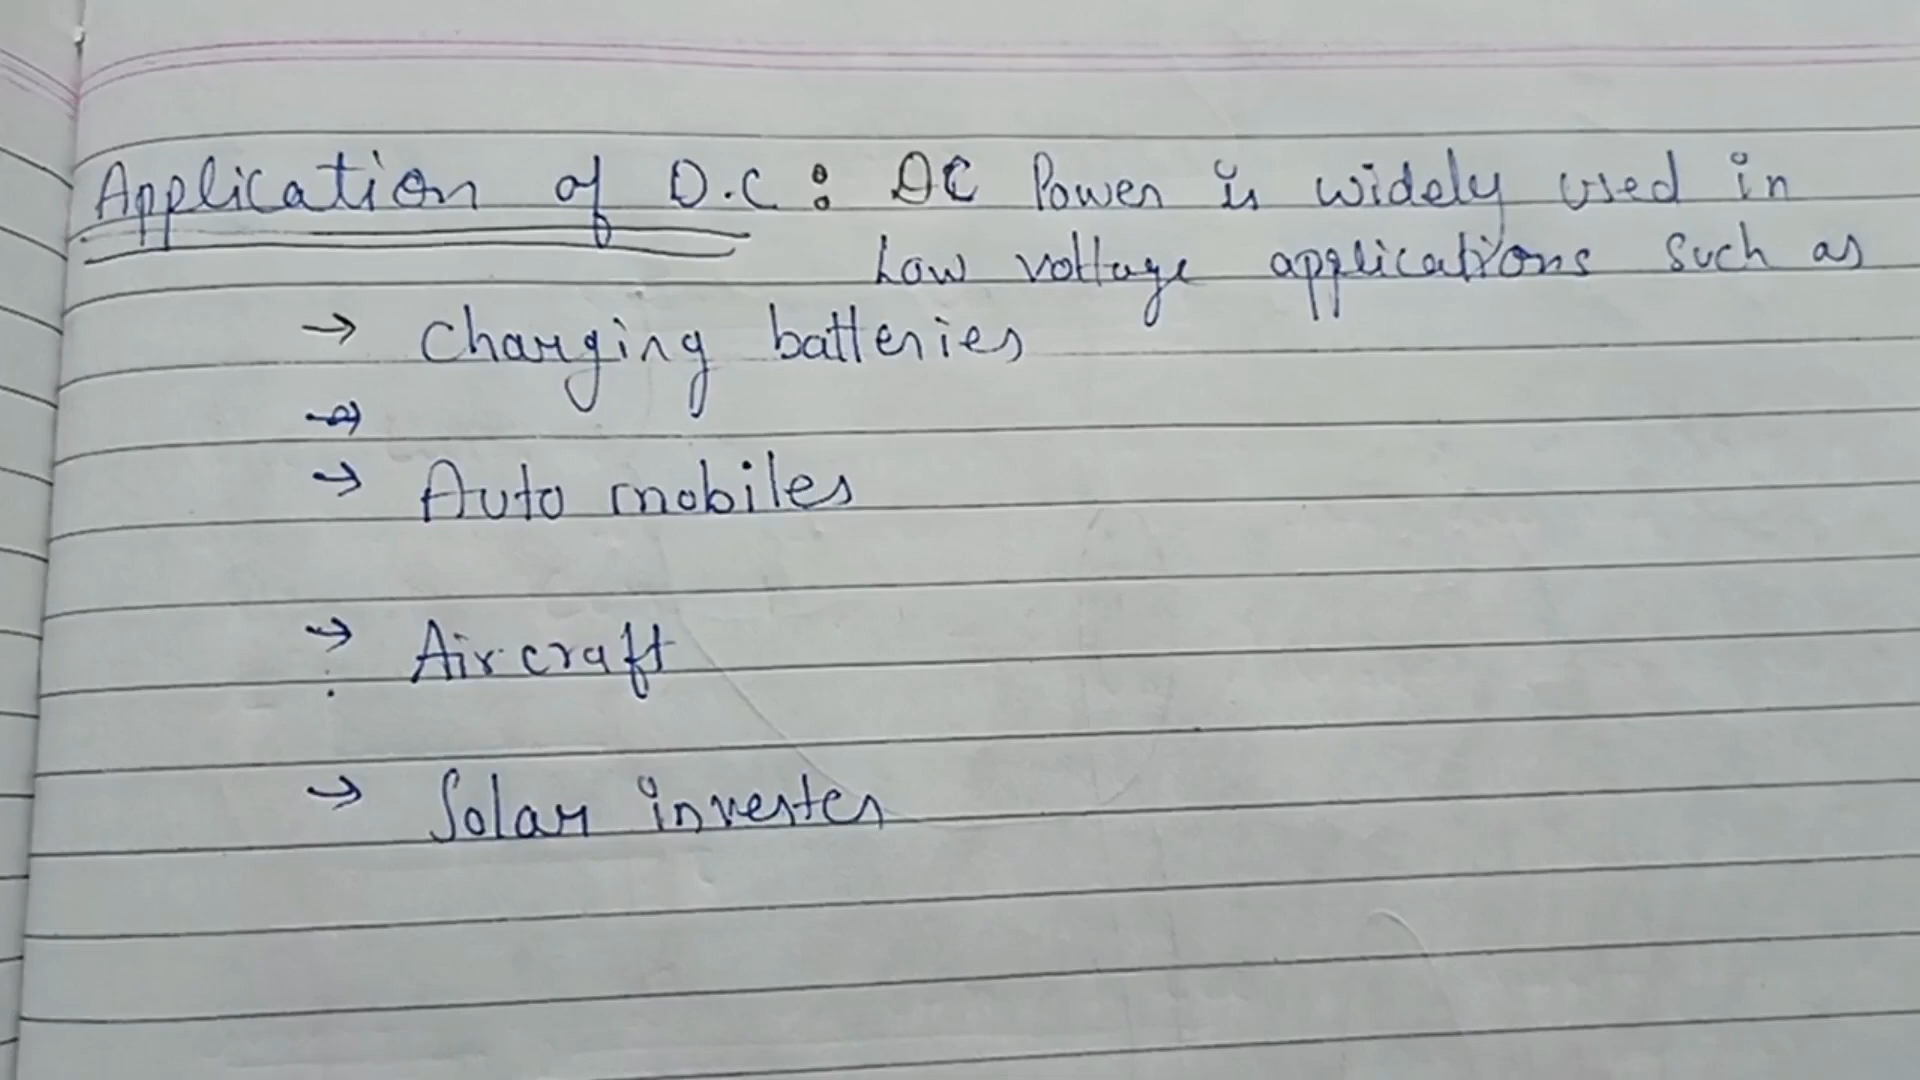 Application of D.C : DC Power is widely used in
Low voltage applications such as
→ Charging batteries
→
→ Auto mobiles
→ Aircraft
→ Solar inverter